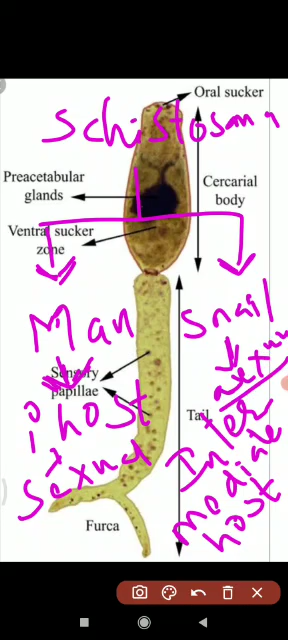 Oral sucker
Schistosoma
Preacetabular
glands
Cercarial
body
Ventral sucker
zone
Man
Snail
Sensory
papillae
host
Tail
Sexual
Inter
mediate
host
Furca